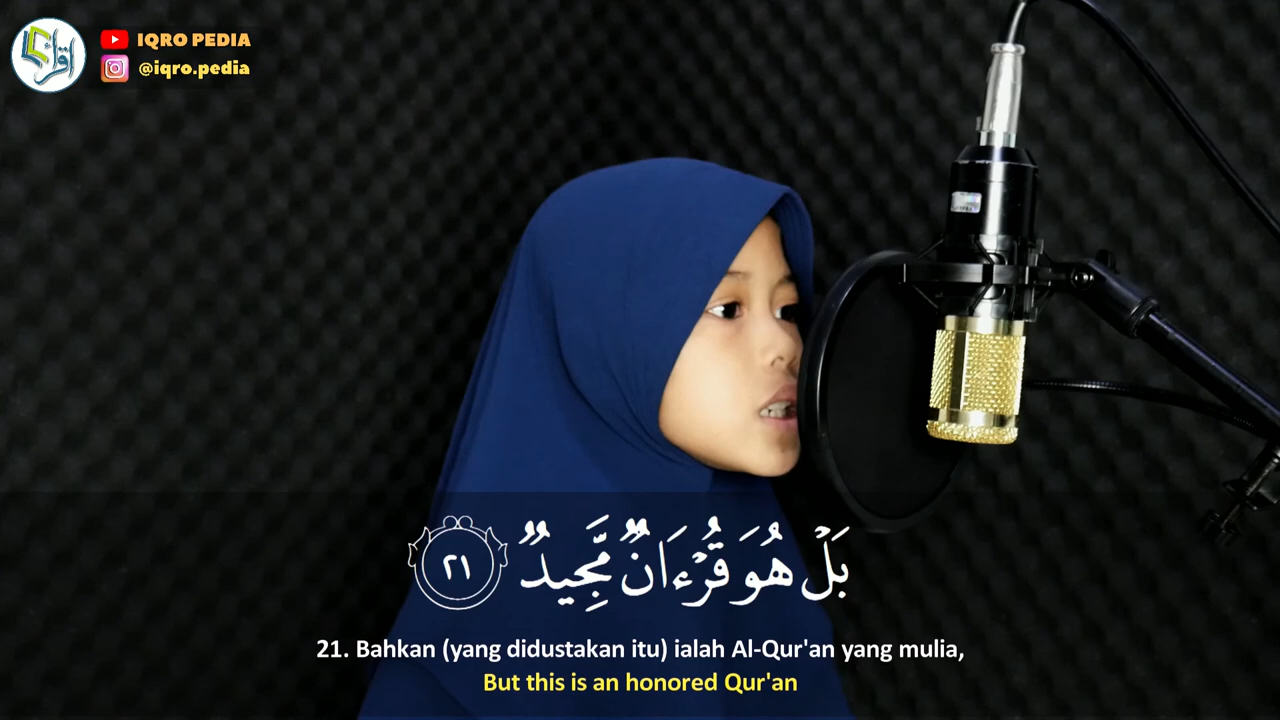 IQRO PEDIA
@iqro.pedia
بَلْ هُوَ قُرْءَانٌ مَّجِيدٌ ٢١
21. Bahkan (yang didustakan itu) ialah Al-Qur'an yang mulia,
But this is an honored Qur'an